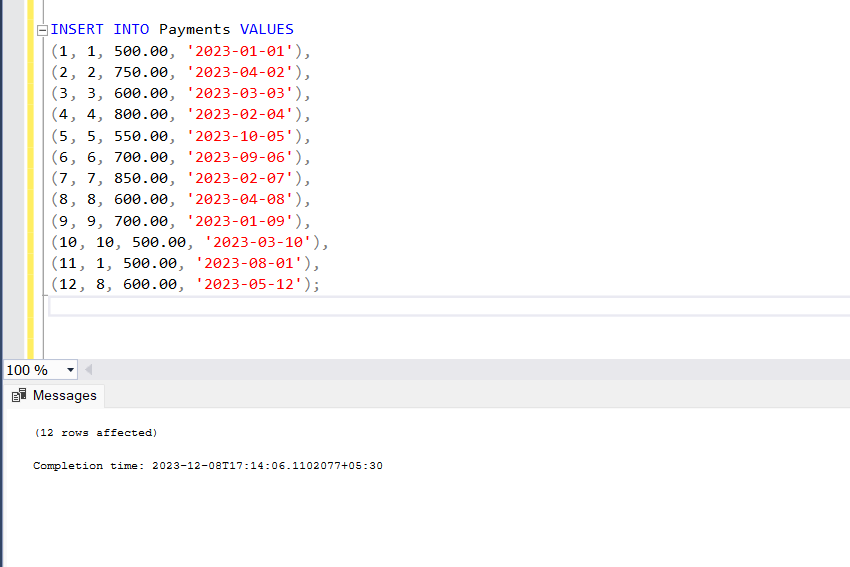 INSERT INTO Payments VALUES
(1, 1, 500.00, '2023-01-01'),
(2, 2, 750.00, '2023-04-02'),
(3, 3, 600.00, '2023-03-03'),
(4, 4, 800.00, '2023-02-04'),
(5, 5, 550.00, '2023-10-05'),
(6, 6, 700.00, '2023-09-06'),
(7, 7, 850.00, '2023-02-07'),
(8, 8, 600.00, '2023-04-08'),
(9, 9, 700.00, '2023-01-09'),
(10, 10, 500.00, '2023-03-10'),
(11, 1, 500.00, '2023-08-01'),
(12, 8, 600.00, '2023-05-12');
100 %
Messages
(12 rows affected)
Completion time: 2023-12-08T17:14:06.1102077+05:30